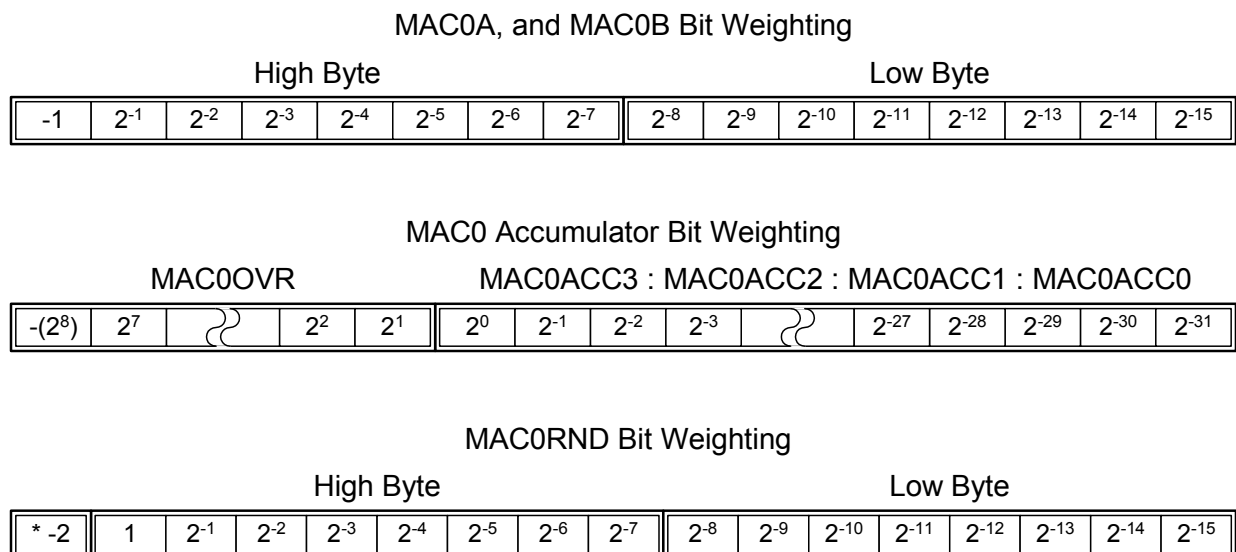 MAC0A, and MAC0B Bit Weighting
High Byte Low Byte
-1 2⁻¹ 2⁻² 2⁻³ 2⁻⁴ 2⁻⁵ 2⁻⁶ 2⁻⁷ 2⁻⁸ 2⁻⁹ 2⁻¹⁰ 2⁻¹¹ 2⁻¹² 2⁻¹³ 2⁻¹⁴ 2⁻¹⁵
MAC0 Accumulator Bit Weighting
MAC0OVR MAC0ACC3 : MAC0ACC2 : MAC0ACC1 : MAC0ACC0
-(2⁸) 2⁷ 2² 2¹ 2⁰ 2⁻¹ 2⁻² 2⁻³ 2⁻²⁷ 2⁻²⁸ 2⁻²⁹ 2⁻³⁰ 2⁻³¹
MAC0RND Bit Weighting
High Byte Low Byte
* -2 1 2⁻¹ 2⁻² 2⁻³ 2⁻⁴ 2⁻⁵ 2⁻⁶ 2⁻⁷ 2⁻⁸ 2⁻⁹ 2⁻¹⁰ 2⁻¹¹ 2⁻¹² 2⁻¹³ 2⁻¹⁴ 2⁻¹⁵